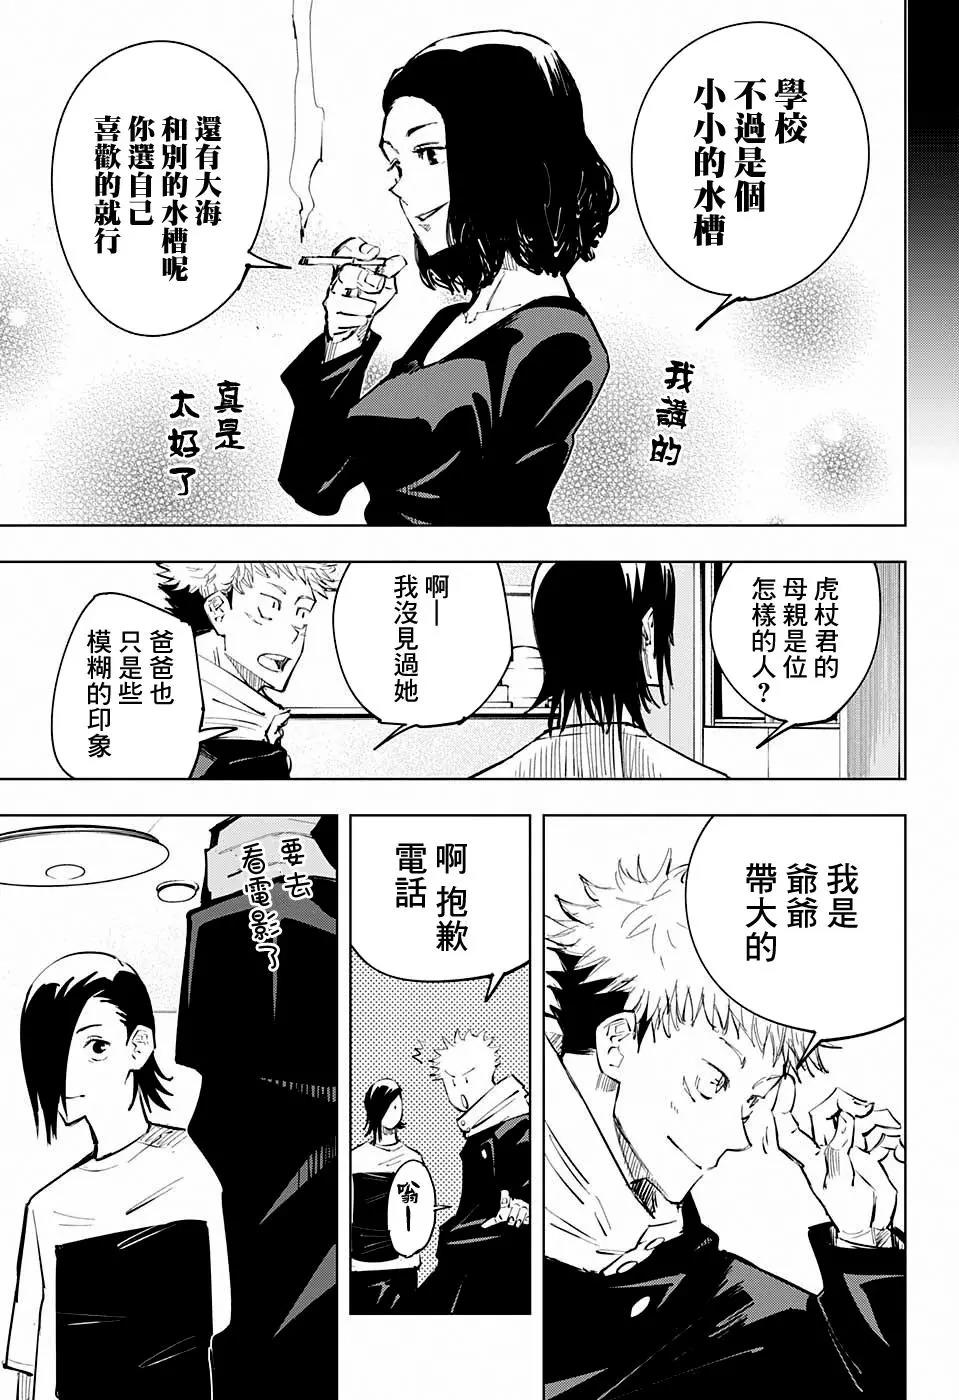 學校
不過是個
小小的水槽
還有大海
和別的水槽呢
你選自己
喜歡的就行
我講的
真是
太好了
虎杖君的
母親是位
怎樣的人？
啊—
我沒見過她
爸爸也
只是些
模糊的印象
我是
爺爺
帶大的
啊 抱歉
電話
嗡—
要去
看電影了